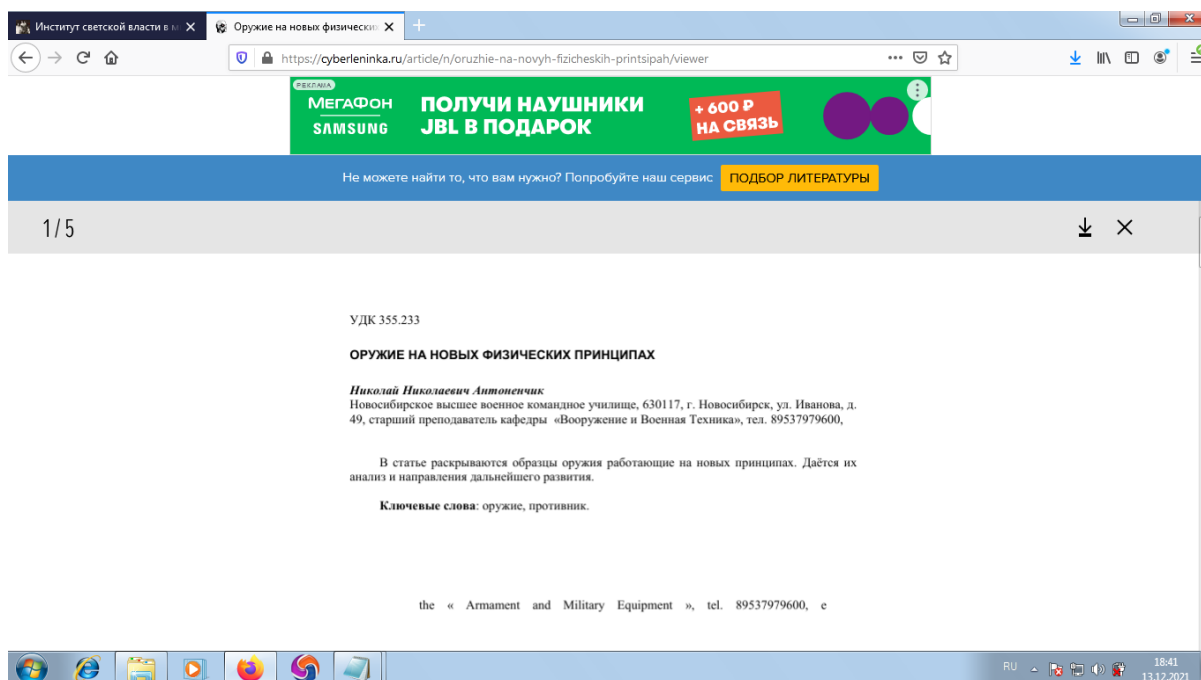 Институт светской власти в м
Оружие на новых физических
https://cyberleninka.ru/article/n/oruzhie-na-novyh-fizicheskih-printsipah/viewer
РЕКЛАМА
МЕГАФОН
SAMSUNG
ПОЛУЧИ НАУШНИКИ
JBL В ПОДАРОК
+ 600 ₽
НА СВЯЗЬ
Не можете найти то, что вам нужно? Попробуйте наш сервис ПОДБОР ЛИТЕРАТУРЫ
1/5
УДК 355.233
ОРУЖИЕ НА НОВЫХ ФИЗИЧЕСКИХ ПРИНЦИПАХ
Николай Николаевич Антоненчик
Новосибирское высшее военное командное училище, 630117, г. Новосибирск, ул. Иванова, д.
49, старший преподаватель кафедры «Вооружение и Военная Техника», тел. 89537979600,
В статье раскрываются образцы оружия работающие на новых принципах. Даётся их
анализ и направления дальнейшего развития.
Ключевые слова: оружие, противник.
the « Armament and Military Equipment », tel. 89537979600, e
RU
18:41
13.12.2021